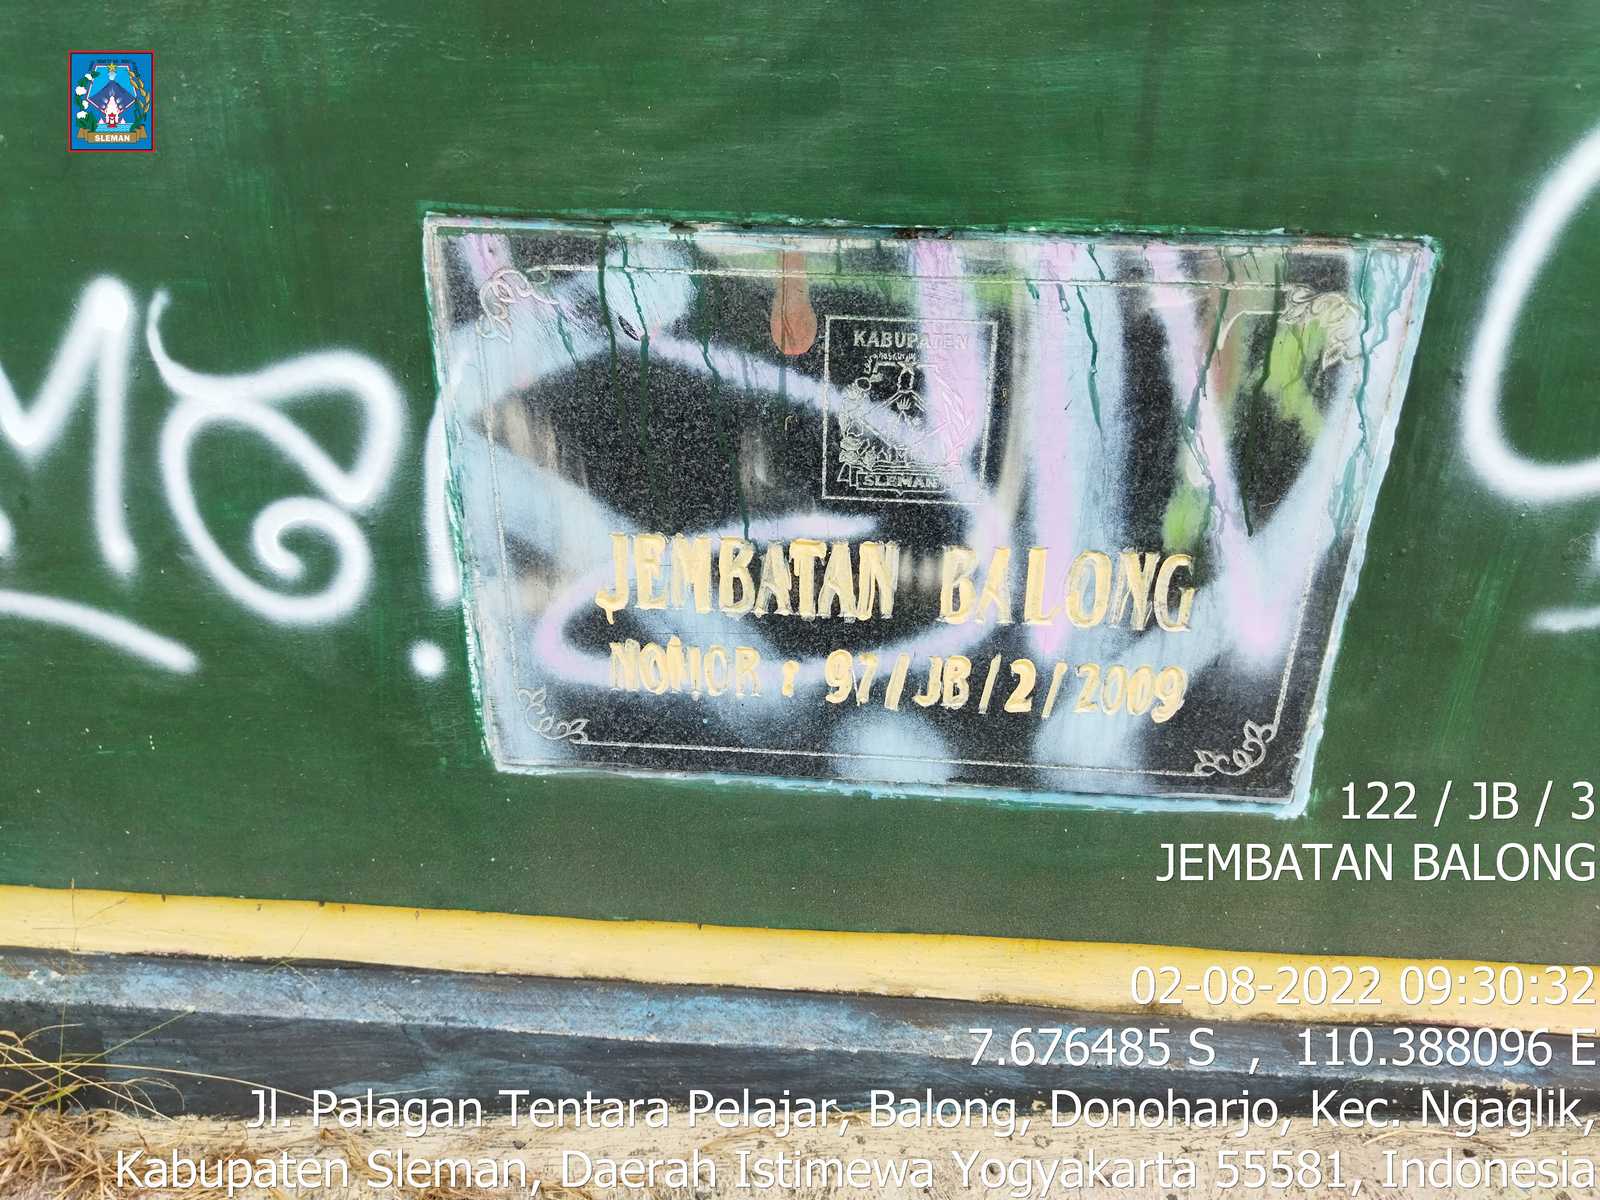 SLEMAN
KABUPATEN
SLEMAN
JEMBATAN BALONG
NOMOR : 97 / JB / 2 / 2009
122 / JB / 3
JEMBATAN BALONG
02-08-2022 09:30:32
7.676485 S , 110.388096 E
Jl. Palagan Tentara Pelajar, Balong, Donoharjo, Kec. Ngaglik,
Kabupaten Sleman, Daerah Istimewa Yogyakarta 55581, Indonesia